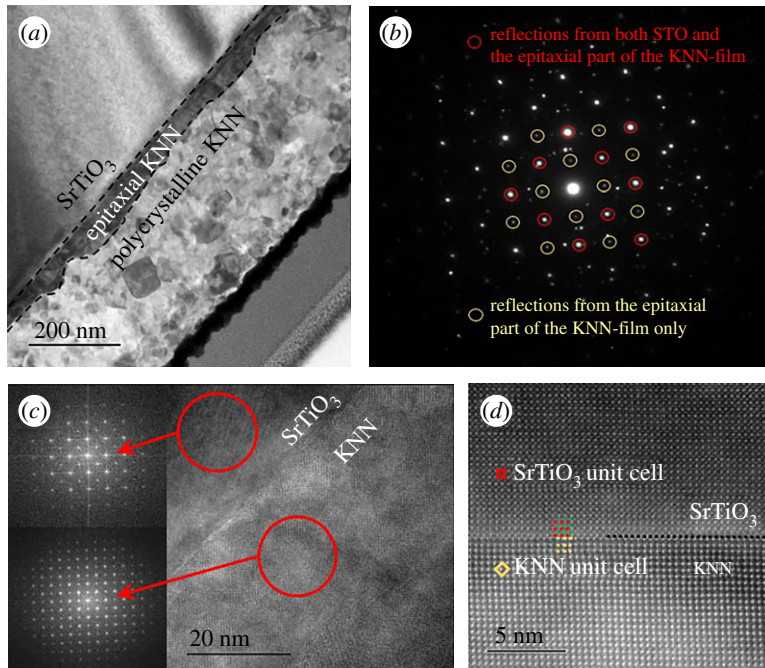 (a)
SrTiO3
epitaxial KNN
polycrystalline KNN
200 nm
(b)
reflections from both STO and
the epitaxial part of the KNN-film
reflections from the epitaxial
part of the KNN-film only
(c)
SrTiO3
KNN
20 nm
(d)
SrTiO3 unit cell
SrTiO3
KNN unit cell
KNN
5 nm